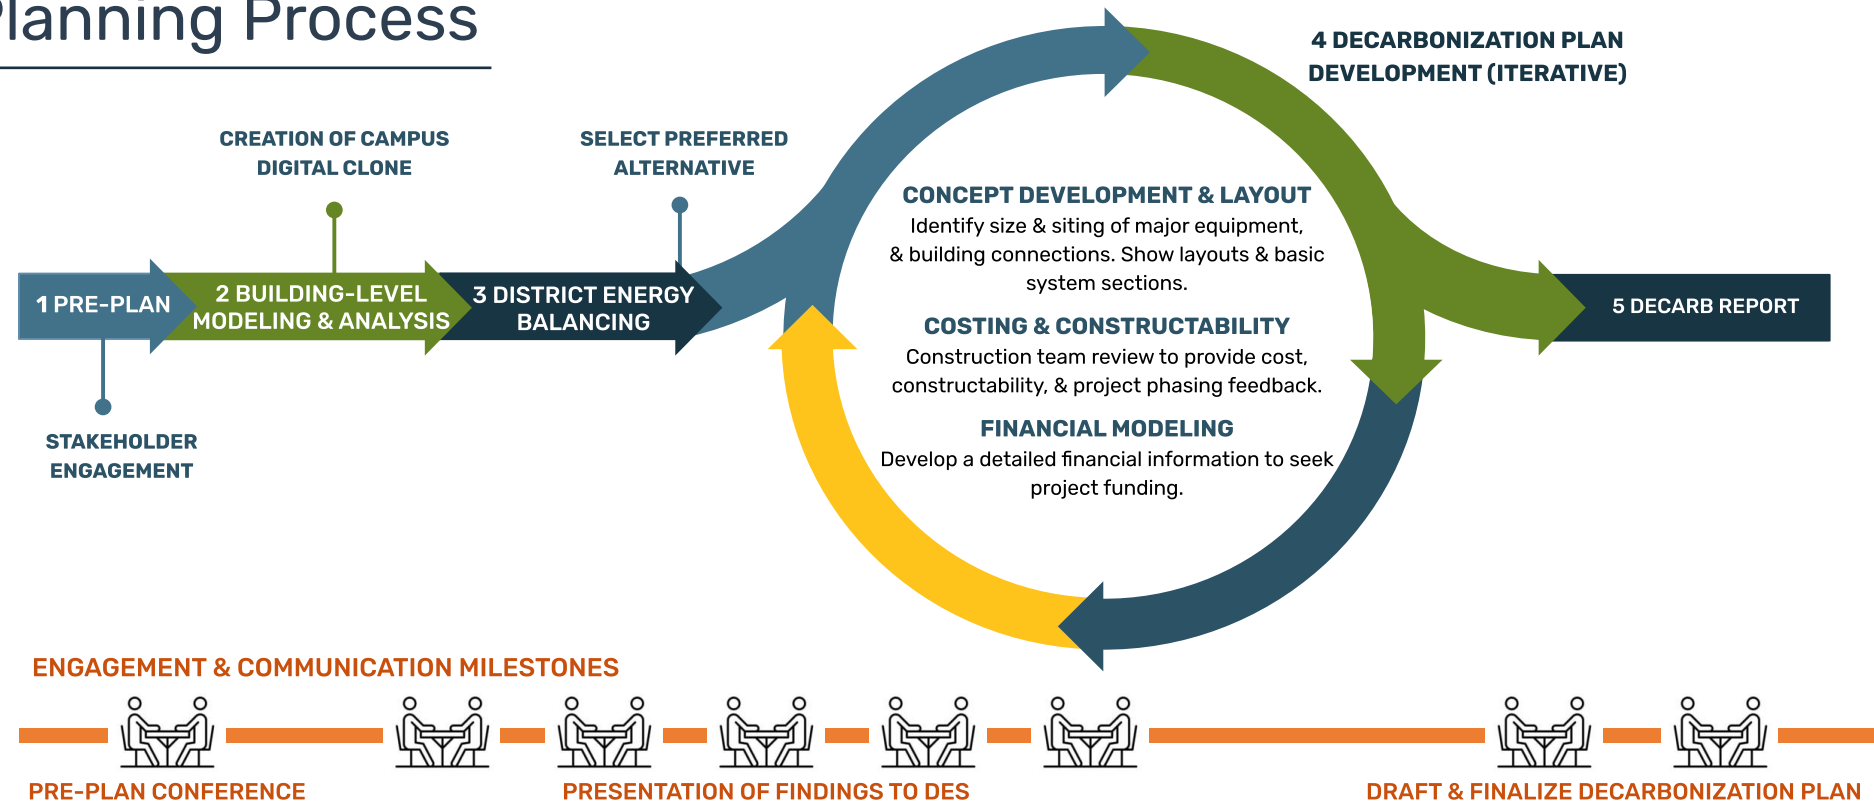 Planning Process
4 DECARBONIZATION PLAN
DEVELOPMENT (ITERATIVE)
CREATION OF CAMPUS
DIGITAL CLONE
SELECT PREFERRED
ALTERNATIVE
1 PRE-PLAN
2 BUILDING-LEVEL
MODELING & ANALYSIS
3 DISTRICT ENERGY
BALANCING
CONCEPT DEVELOPMENT & LAYOUT
Identify size & siting of major equipment,
& building connections. Show layouts & basic
system sections.
COSTING & CONSTRUCTABILITY
Construction team review to provide cost,
constructability, & project phasing feedback.
FINANCIAL MODELING
Develop a detailed financial information to seek
project funding.
5 DECARB REPORT
STAKEHOLDER
ENGAGEMENT
ENGAGEMENT & COMMUNICATION MILESTONES
PRE-PLAN CONFERENCE
PRESENTATION OF FINDINGS TO DES
DRAFT & FINALIZE DECARBONIZATION PLAN